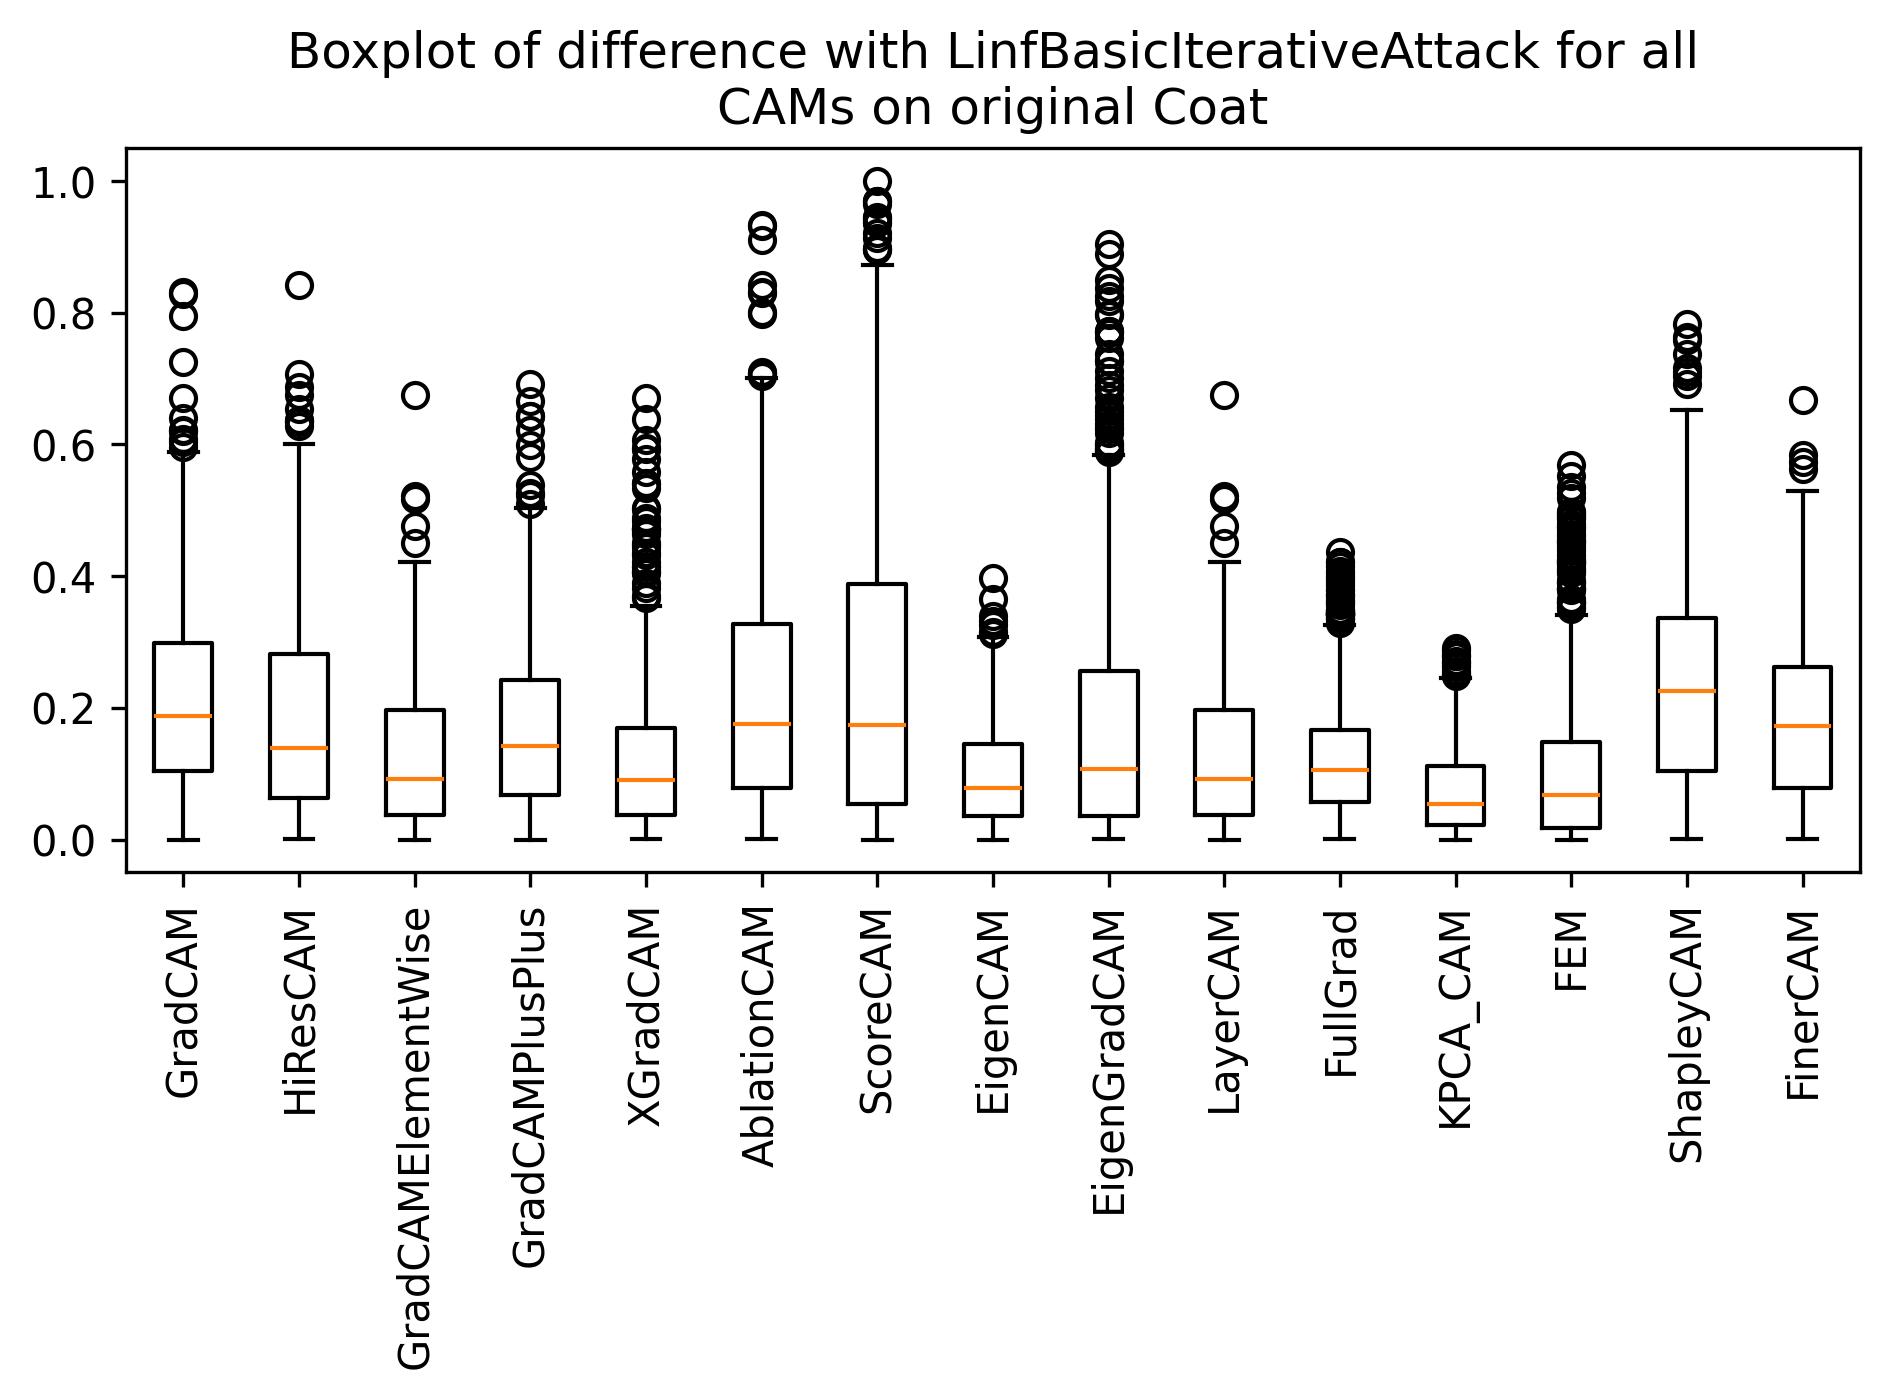 Boxplot of difference with LinfBasicIterativeAttack for all
CAMs on original Coat
1.0
0.8
0.6
0.4
0.2
0.0
GradCAM
HiResCAM
GradCAMElementWise
GradCAMPlusPlus
XGradCAM
AblationCAM
ScoreCAM
EigenCAM
EigenGradCAM
LayerCAM
FullGrad
KPCA_CAM
FEM
ShapleyCAM
FinerCAM